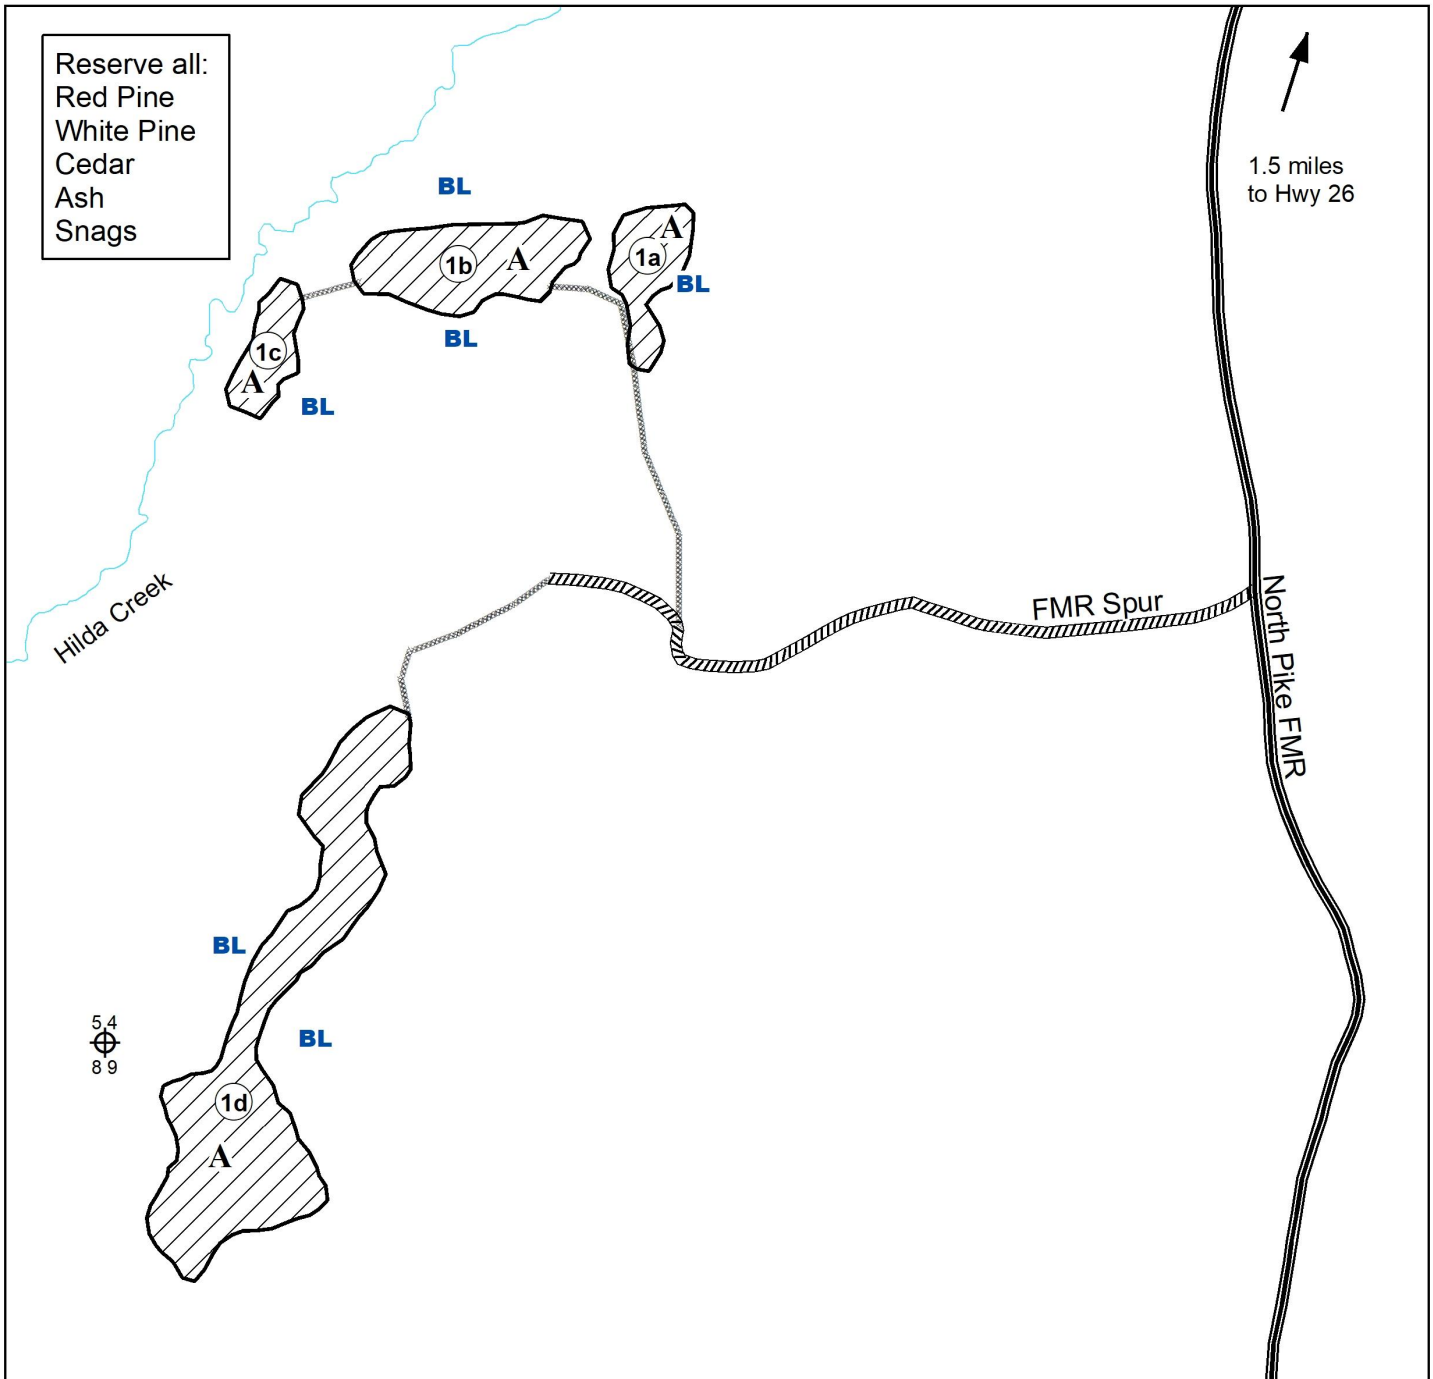 Reserve all:
Red Pine
White Pine
Cedar
Ash
Snags
1.5 miles
to Hwy 26
BL
A
1a
1b
A
BL
BL
1c
A
BL
Hilda Creek
FMR Spur
North Pike FMR
BL
5 4
8 9
BL
1d
A